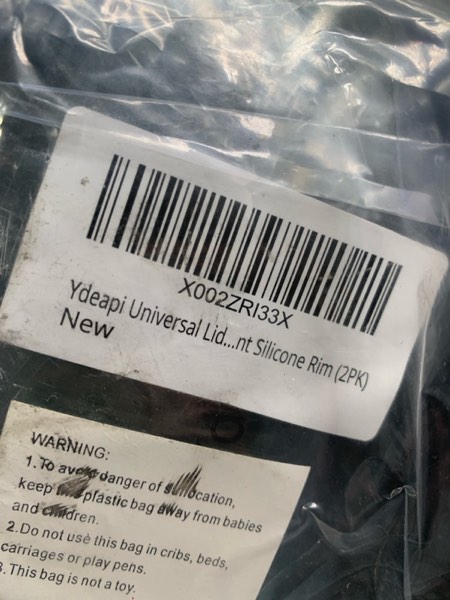 X002ZRI33X
Ydeapi Universal Lid...nt Silicone Rim (2PK)
New
WARNING:
1. To avoid danger of suffocation,
keep this plastic bag away from babies
and children.
2. Do not use this bag in cribs, beds,
carriages or play pens.
3. This bag is not a toy.